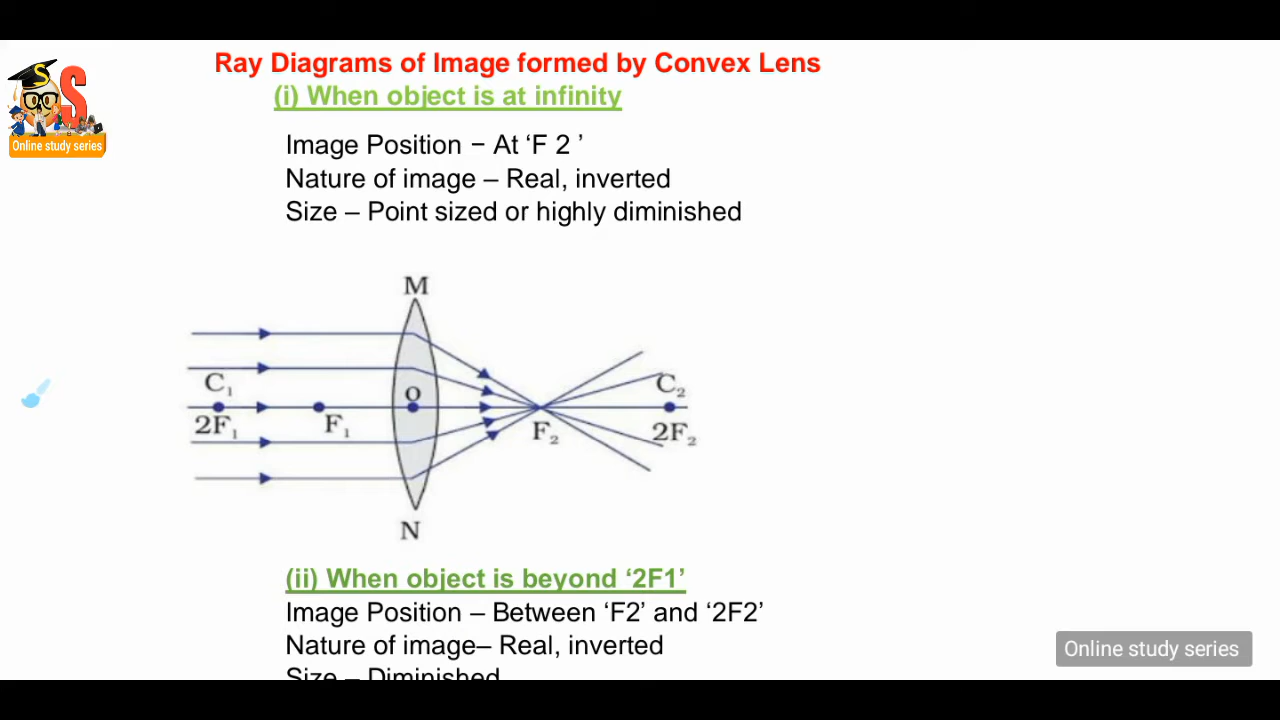 Ray Diagrams of Image formed by Convex Lens
(i) When object is at infinity
Image Position − At ‘F 2 ’
Nature of image – Real, inverted
Size – Point sized or highly diminished
S
S
Online study series
M
C₁
O
C₂
2F₁
F₁
F₂
2F₂
N
(ii) When object is beyond ‘2F1’
Image Position – Between ‘F2’ and ‘2F2’
Nature of image– Real, inverted
Size – Diminished
Online study series